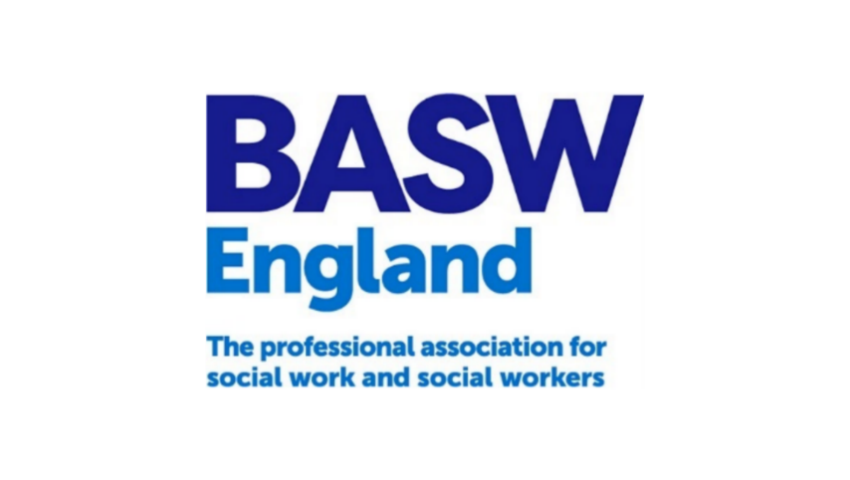 BASW
England
The professional association for
social work and social workers